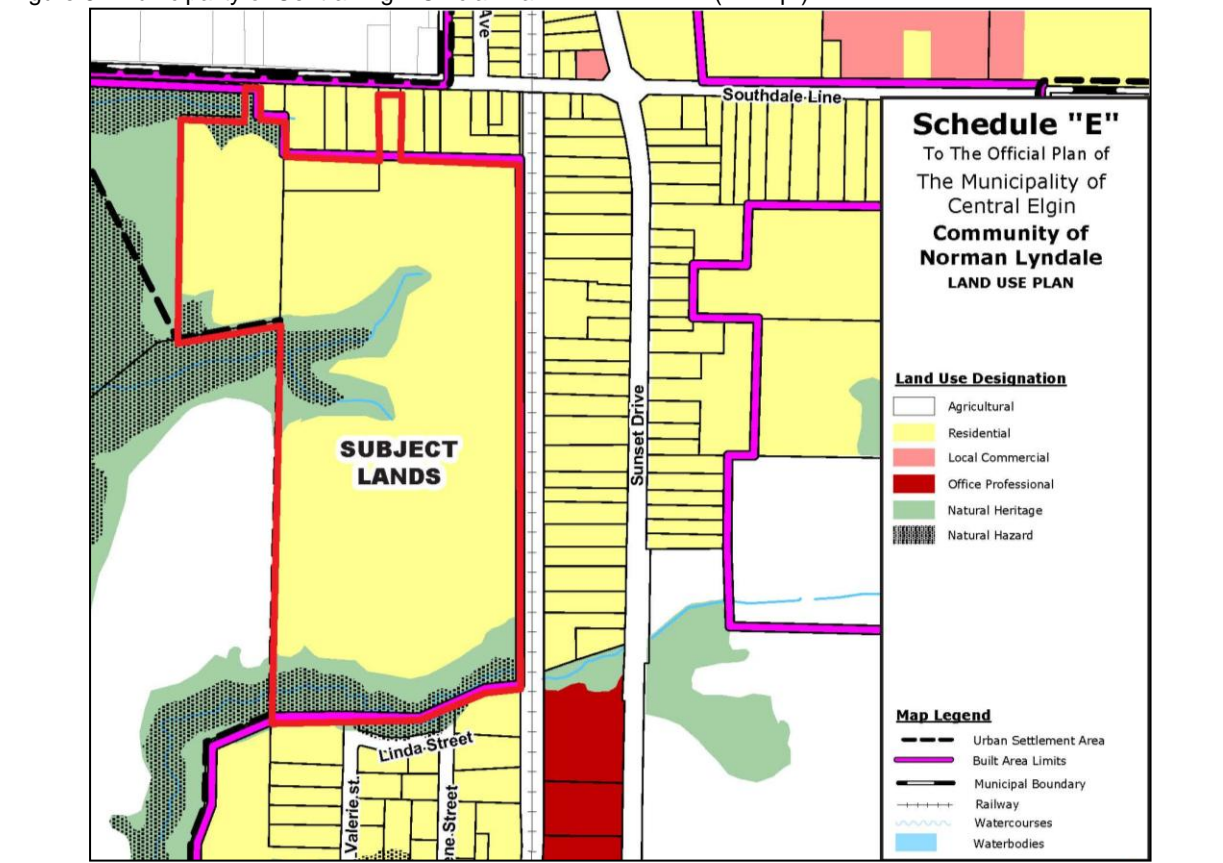 Ave
Southdale Line
Schedule "E"
To The Official Plan of
The Municipality of
Central Elgin
Community of
Norman Lyndale
LAND USE PLAN
Land Use Designation
Agricultural
Residential
Local Commercial
Office Professional
Natural Heritage
Natural Hazard
SUBJECT
LANDS
Sunset Drive
Linda Street
Valerie st.
ne Street
Map Legend
Urban Settlement Area
Built Area Limits
Municipal Boundary
Railway
Watercourses
Waterbodies